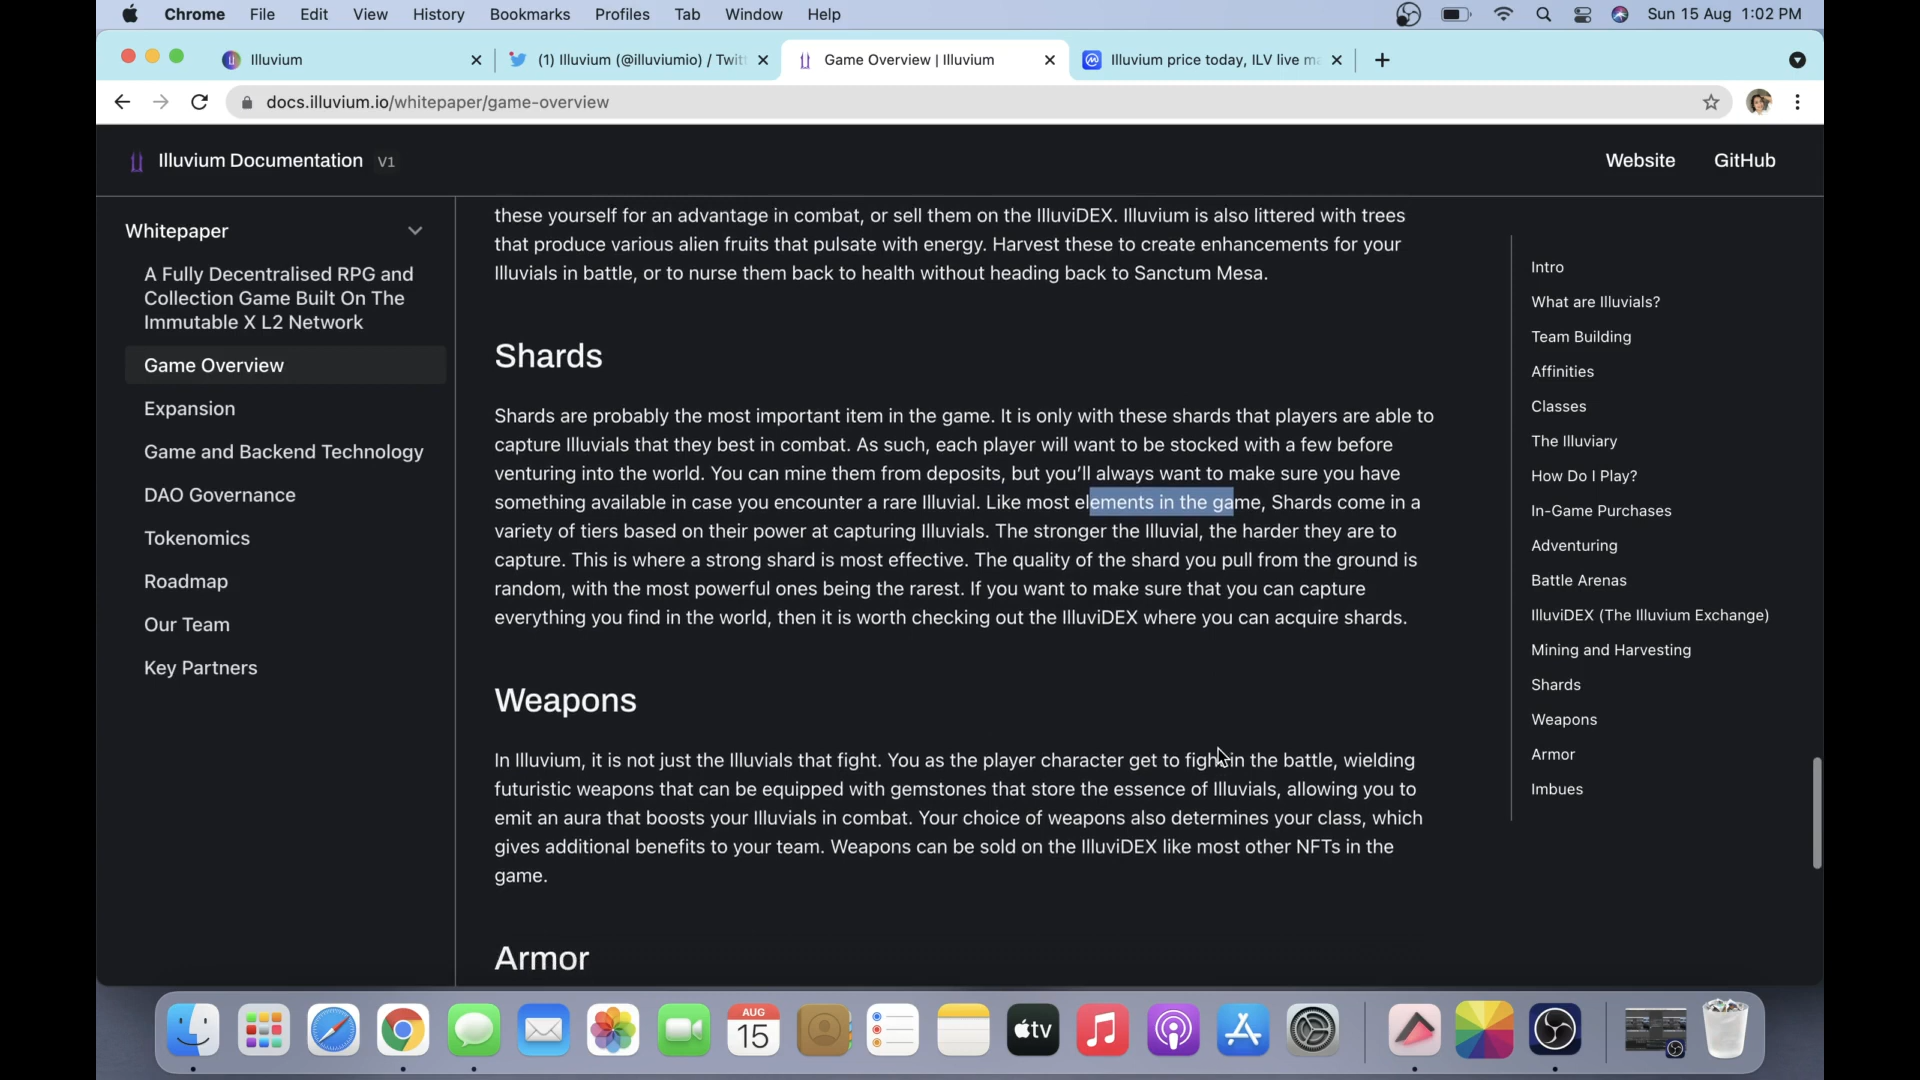 Chrome File Edit View History Bookmarks Profiles Tab Window Help Sun 15 Aug 1:02 PM
Illuvium (1) Illuvium (@illuviumio) / Twit Game Overview | Illuvium Illuvium price today, ILV live ma
docs.illuvium.io/whitepaper/game-overview
Illuvium Documentation V1 Website GitHub
Whitepaper
A Fully Decentralised RPG and
Collection Game Built On The
Immutable X L2 Network
Game Overview
Expansion
Game and Backend Technology
DAO Governance
Tokenomics
Roadmap
Our Team
Key Partners
these yourself for an advantage in combat, or sell them on the IlluviDEX. Illuvium is also littered with trees
that produce various alien fruits that pulsate with energy. Harvest these to create enhancements for your
Illuvials in battle, or to nurse them back to health without heading back to Sanctum Mesa.
Shards
Shards are probably the most important item in the game. It is only with these shards that players are able to
capture Illuvials that they best in combat. As such, each player will want to be stocked with a few before
venturing into the world. You can mine them from deposits, but you'll always want to make sure you have
something available in case you encounter a rare Illuvial. Like most elements in the game, Shards come in a
variety of tiers based on their power at capturing Illuvials. The stronger the Illuvial, the harder they are to
capture. This is where a strong shard is most effective. The quality of the shard you pull from the ground is
random, with the most powerful ones being the rarest. If you want to make sure that you can capture
everything you find in the world, then it is worth checking out the IlluviDEX where you can acquire shards.
Weapons
In Illuvium, it is not just the Illuvials that fight. You as the player character get to fight in the battle, wielding
futuristic weapons that can be equipped with gemstones that store the essence of Illuvials, allowing you to
emit an aura that boosts your Illuvials in combat. Your choice of weapons also determines your class, which
gives additional benefits to your team. Weapons can be sold on the IlluviDEX like most other NFTs in the
game.
Armor
Intro
What are Illuvials?
Team Building
Affinities
Classes
The Illuviary
How Do I Play?
In-Game Purchases
Adventuring
Battle Arenas
IlluviDEX (The Illuvium Exchange)
Mining and Harvesting
Shards
Weapons
Armor
Imbues
AUG
15
tv